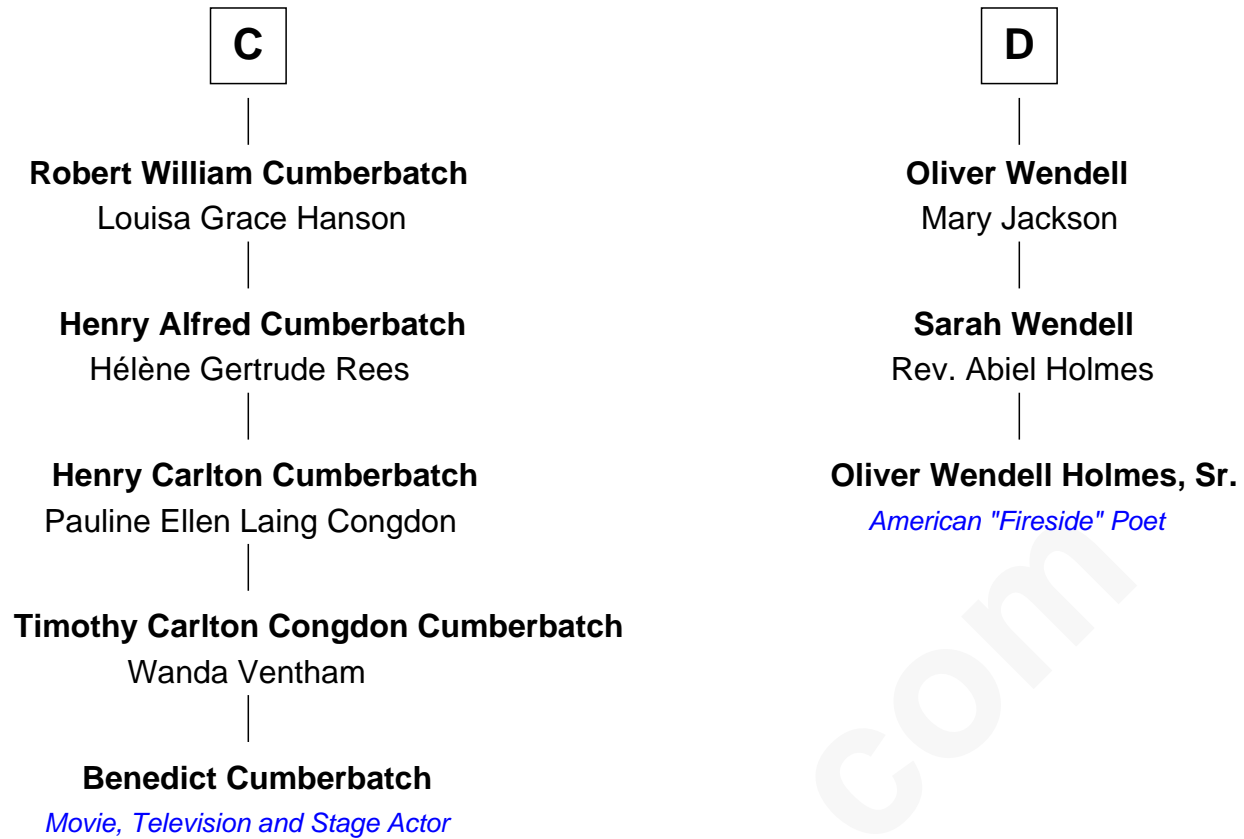 C
Robert William Cumberbatch
Louisa Grace Hanson
Henry Alfred Cumberbatch
Hélène Gertrude Rees
Henry Carlton Cumberbatch
Pauline Ellen Laing Congdon
Timothy Carlton Congdon Cumberbatch
Wanda Ventham
Benedict Cumberbatch
Movie, Television and Stage Actor
D
Oliver Wendell
Mary Jackson
Sarah Wendell
Rev. Abiel Holmes
Oliver Wendell Holmes, Sr.
American "Fireside" Poet
com